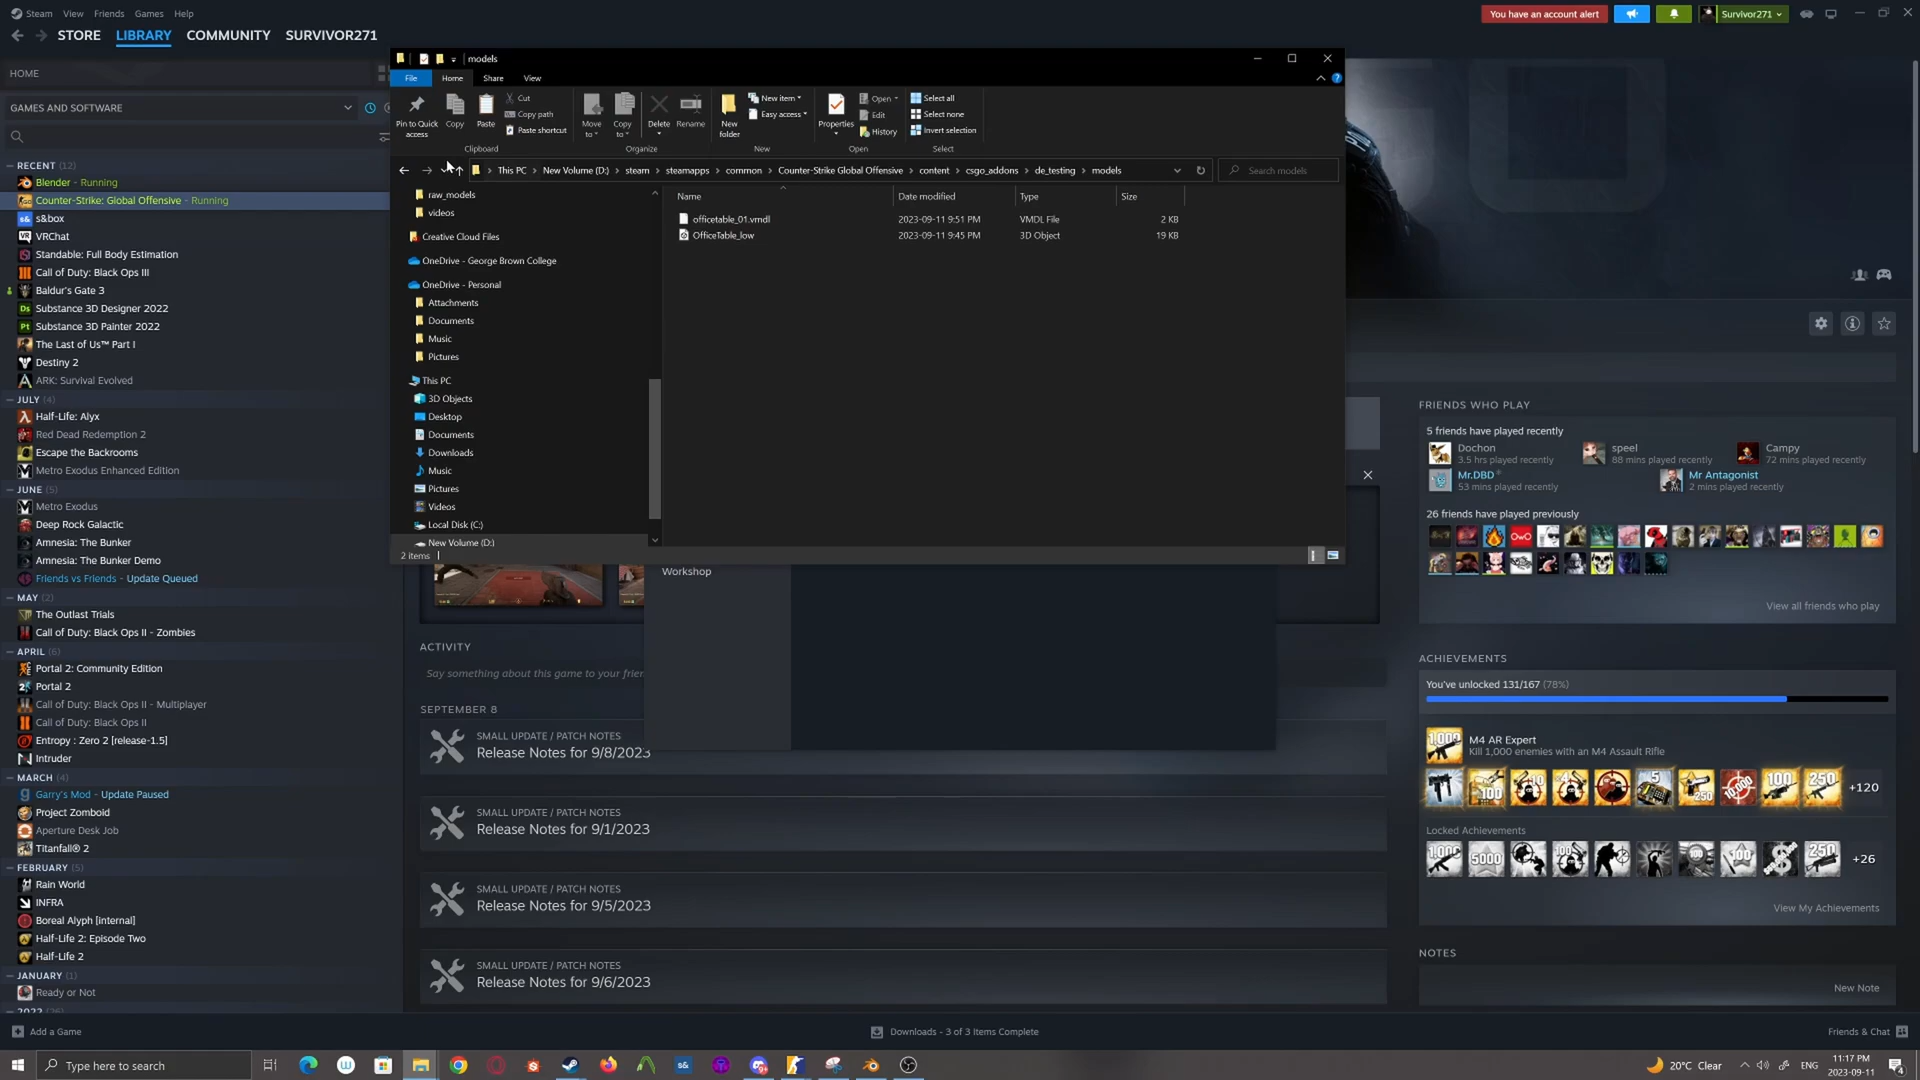 Steam View Friends Games Help
You have an account alert
Survivor271
STORE LIBRARY COMMUNITY SURVIVOR271
HOME
GAMES AND SOFTWARE
RECENT (12)
Blender - Running
Counter-Strike: Global Offensive - Running
s&box
VRChat
Standable: Full Body Estimation
Call of Duty: Black Ops III
Baldur's Gate 3
Substance 3D Designer 2022
Substance 3D Painter 2022
The Last of Us™ Part I
Destiny 2
ARK: Survival Evolved
JULY (4)
Half-Life: Alyx
Red Dead Redemption 2
Escape the Backrooms
Metro Exodus Enhanced Edition
JUNE (5)
Metro Exodus
Deep Rock Galactic
Amnesia: The Bunker
Amnesia: The Bunker Demo
Friends vs Friends - Update Queued
MAY (2)
The Outlast Trials
Call of Duty: Black Ops II - Zombies
APRIL (6)
Portal 2: Community Edition
Portal 2
Call of Duty: Black Ops II - Multiplayer
Call of Duty: Black Ops II
Entropy : Zero 2 [release-1.5]
Intruder
MARCH (4)
Garry's Mod - Update Paused
Project Zomboid
Aperture Desk Job
Titanfall® 2
FEBRUARY (5)
Rain World
INFRA
Boreal Alyph [internal]
Half-Life 2: Episode Two
Half-Life 2
JANUARY (1)
Ready or Not
Add a Game
models
File Home Share View
Pin to Quick access
Copy
Paste
Cut
Copy path
Paste shortcut
Clipboard
Move to
Copy to
Delete
Rename
Organize
New folder
New item
Easy access
New
Properties
Open
Edit
History
Open
Select all
Select none
Invert selection
Select
This PC > New Volume (D:) > steam > steamapps > common > Counter-Strike Global Offensive > content > csgo_addons > de_testing > models
Search models
raw_models
videos
Creative Cloud Files
OneDrive - George Brown College
OneDrive - Personal
Attachments
Documents
Music
Pictures
This PC
3D Objects
Desktop
Documents
Downloads
Music
Pictures
Videos
Local Disk (C:)
New Volume (D:)
2 items
Name Date modified Type Size
officetable_01.vmdl 2023-09-11 9:51 PM VMDL File 2 KB
OfficeTable_low 2023-09-11 9:45 PM 3D Object 19 KB
Workshop
ACTIVITY
Say something about this game to your frien
SEPTEMBER 8
SMALL UPDATE / PATCH NOTES
Release Notes for 9/8/2023
SMALL UPDATE / PATCH NOTES
Release Notes for 9/1/2023
SMALL UPDATE / PATCH NOTES
Release Notes for 9/5/2023
SMALL UPDATE / PATCH NOTES
Release Notes for 9/6/2023
FRIENDS WHO PLAY
5 friends have played recently
Dochon
3.5 hrs played recently
speel
88 mins played recently
Campy
72 mins played recently
Mr.DBD
53 mins played recently
Mr Antagonist
2 mins played recently
26 friends have played previously
View all friends who play
ACHIEVEMENTS
You've unlocked 131/167 (78%)
M4 AR Expert
Kill 1,000 enemies with an M4 Assault Rifle
+120
Locked Achievements
+26
View My Achievements
NOTES
New Note
Downloads - 3 of 3 Items Complete
Friends & Chat
Type here to search
20°C Clear
ENG
11:17 PM
2023-09-11